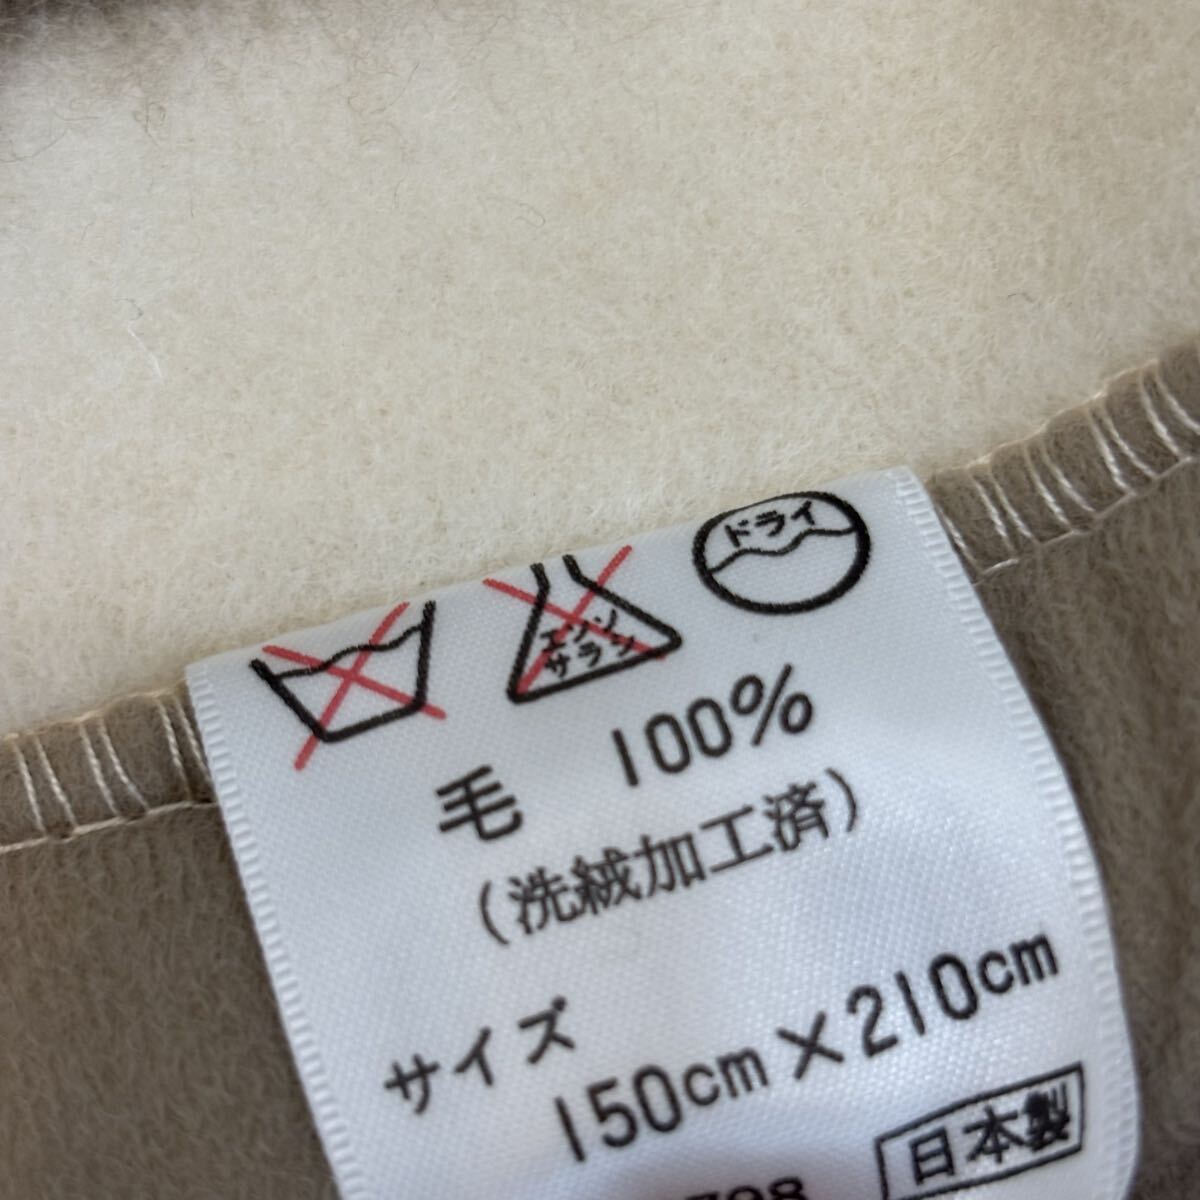 エンソ
サラシ
ドライ
毛 100%
(洗絨加工済)
サイズ
150cm×210cm
日本製